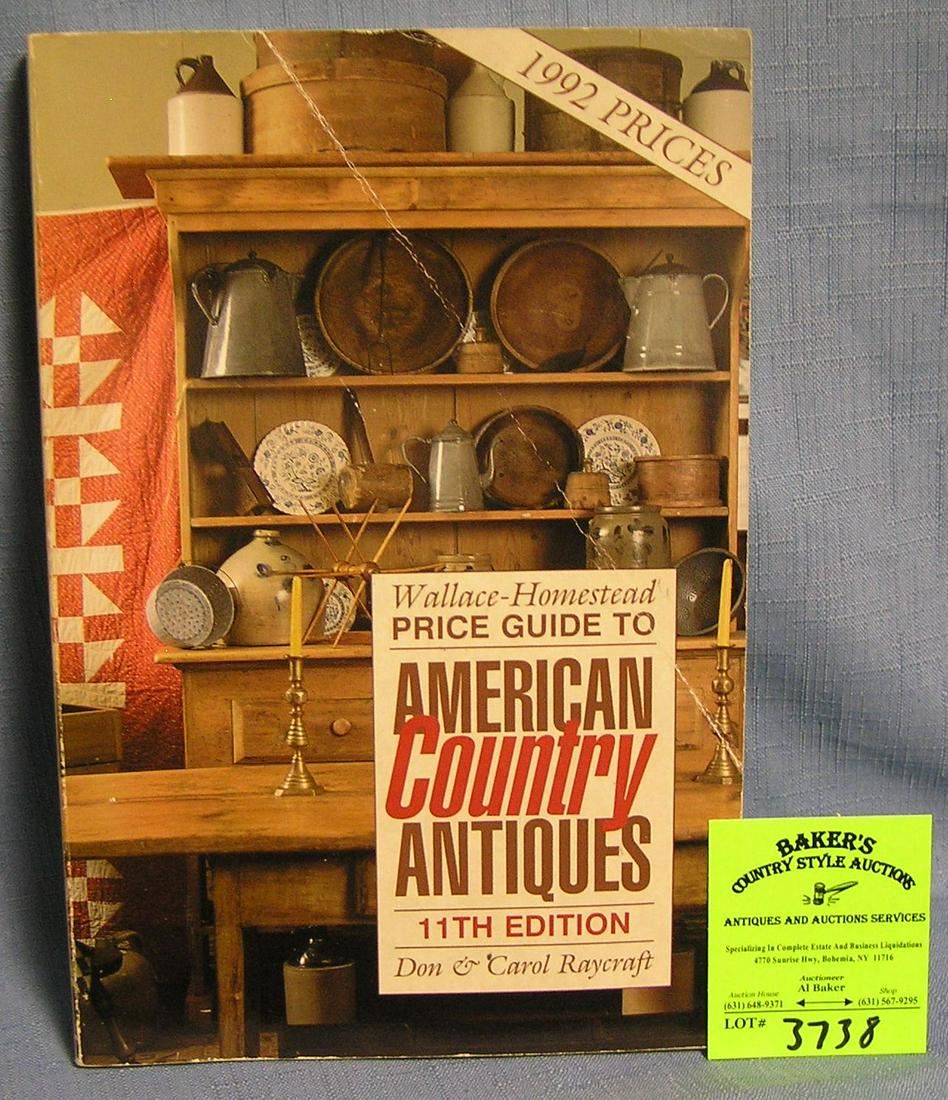 1992 PRICES
Wallace-Homestead
PRICE GUIDE TO
AMERICAN
Country
ANTIQUES
11TH EDITION
Don & Carol Raycraft
BAKER'S
COUNTRY STYLE AUCTIONS
ANTIQUES AND AUCTIONS SERVICES
Specializing In Complete Estate And Business Liquidations
4770 Sunrise Hwy, Bohemia, NY 11716
Auctioneer
Al Baker
Auction House Shop
(631) 648-9371 (631) 567-9295
LOT# 3738